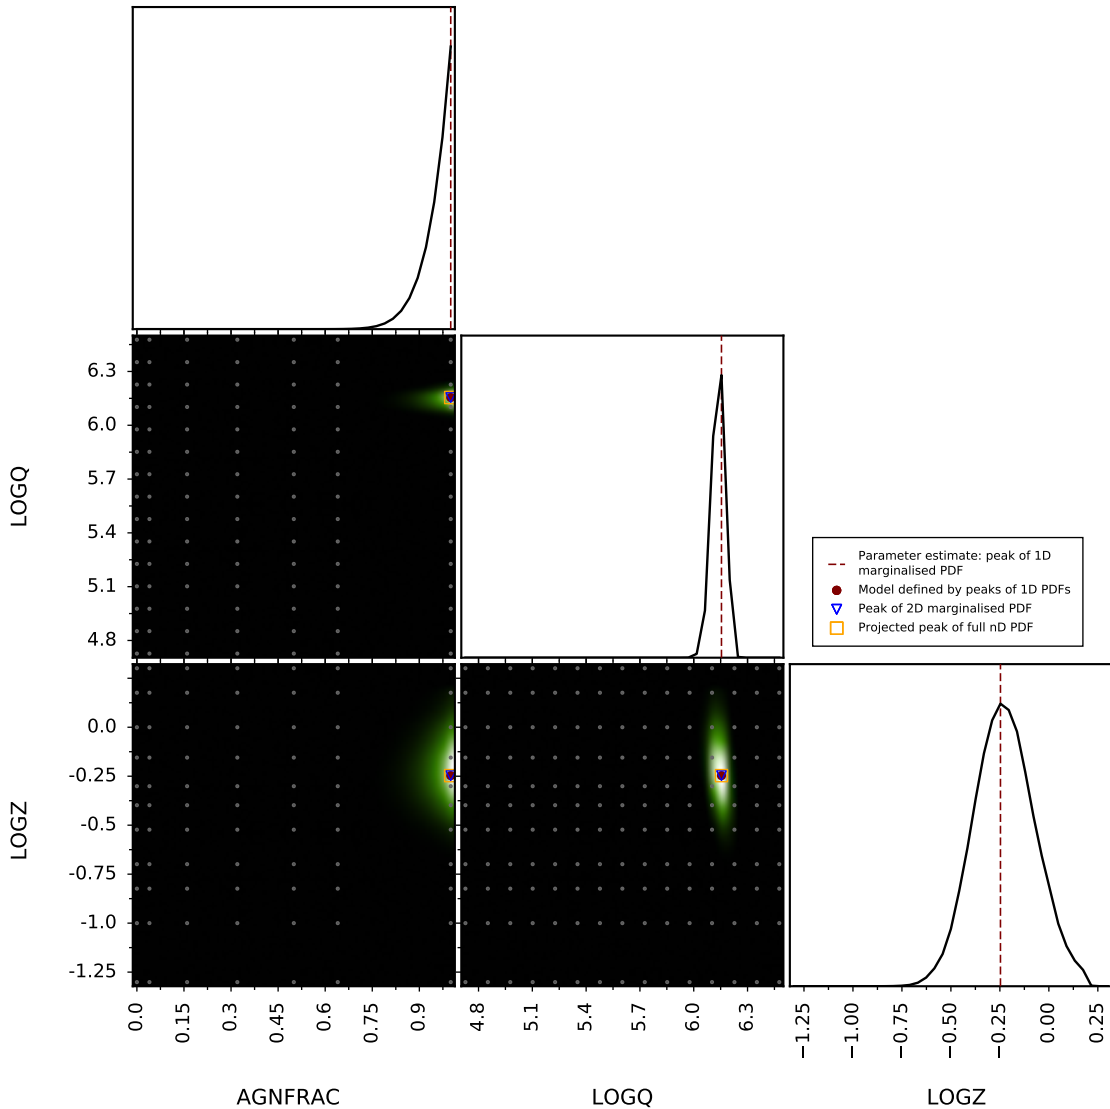 6.3
6.0
5.7
5.4
5.1
4.8
LOGQ
Parameter estimate: peak of 1D
marginalised PDF
Model defined by peaks of 1D PDFs
Peak of 2D marginalised PDF
Projected peak of full nD PDF
0.0
-0.25
-0.5
-0.75
-1.0
-1.25
LOGZ
0.0 0.15 0.3 0.45 0.6 0.75 0.9
4.8 5.1 5.4 5.7 6.0 6.3
−1.25 −1.00 −0.75 −0.50 −0.25 0.00 0.25
AGNFRAC LOGQ LOGZ